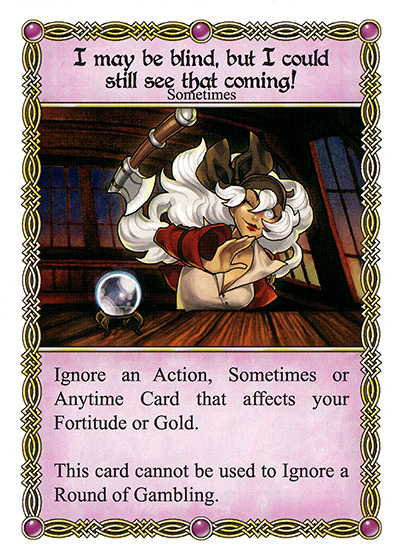 I may be blind, but I could
still see that coming!
Sometimes
Ignore an Action, Sometimes or
Anytime Card that affects your
Fortitude or Gold.
This card cannot be used to Ignore a
Round of Gambling.